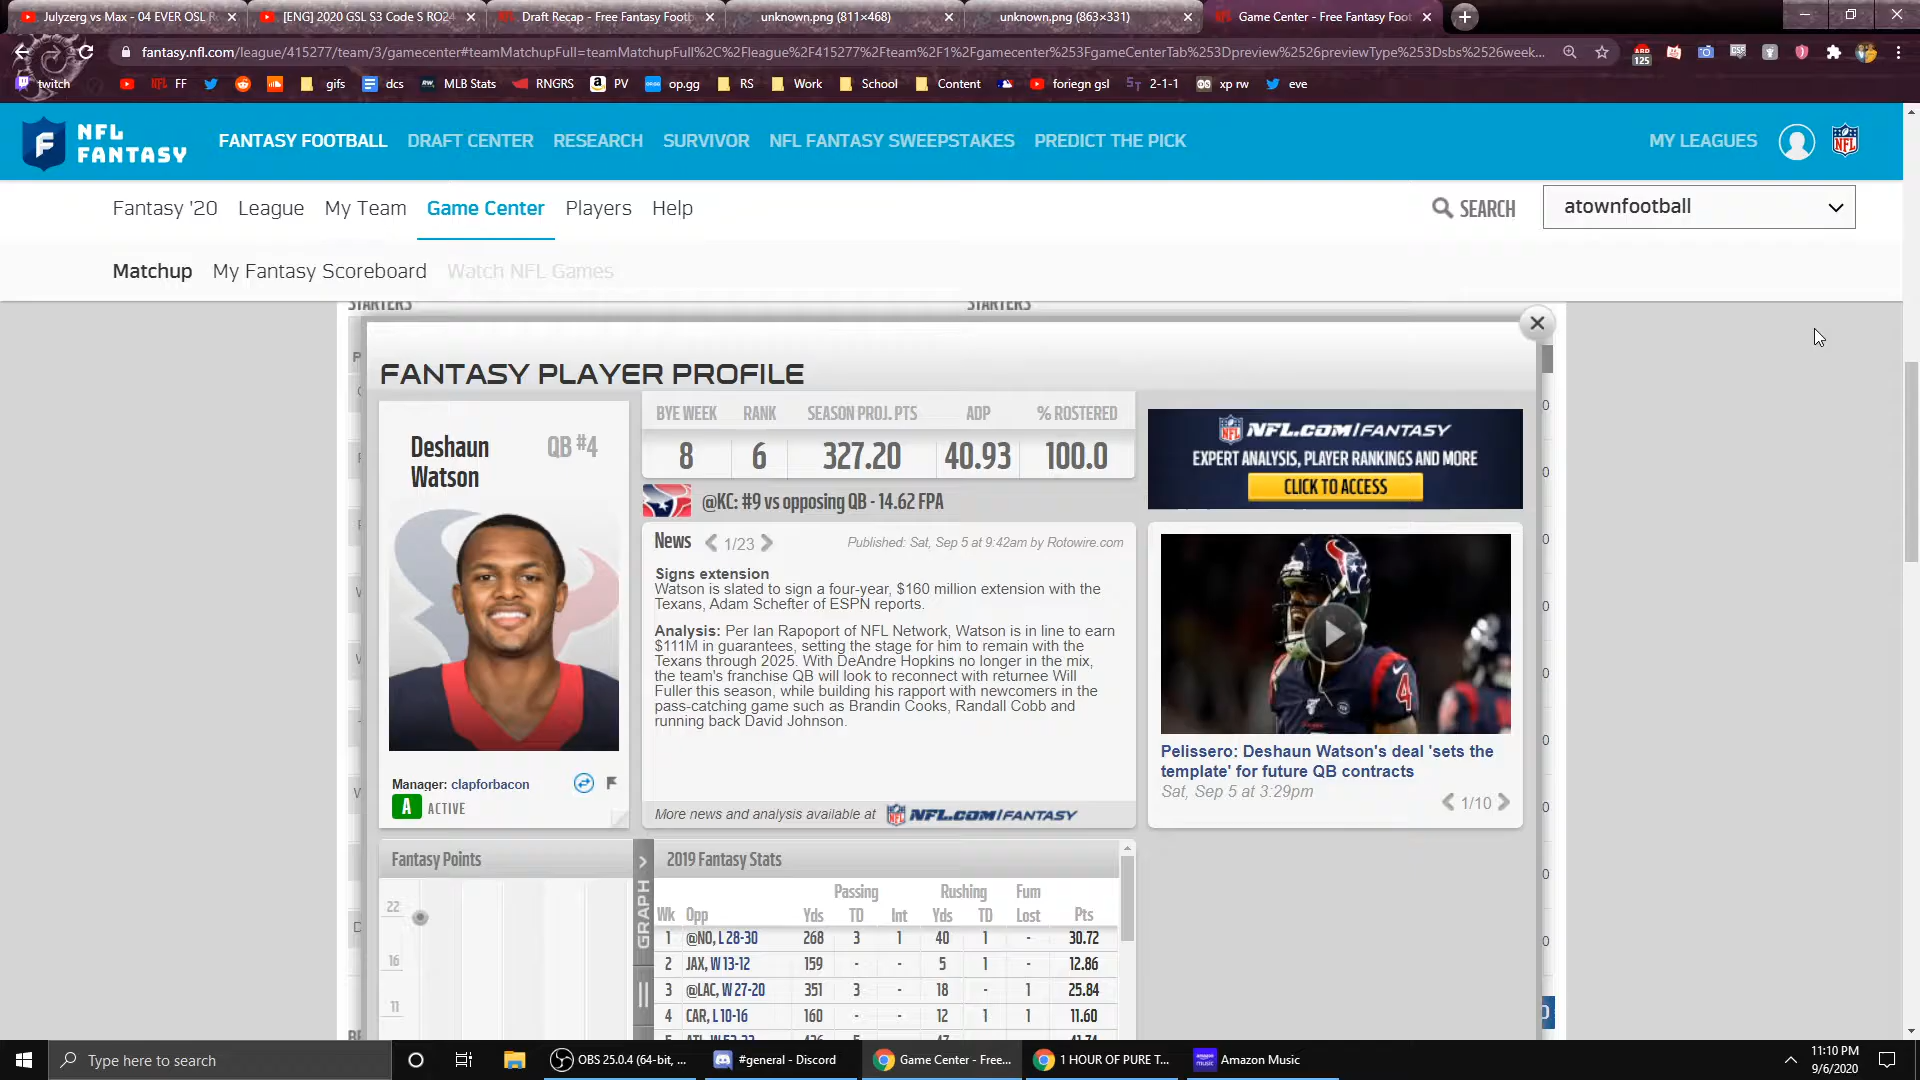 Julyzerg vs Max - 04 EVER OSL R
[ENG] 2020 GSL S3 Code S RO24
Draft Recap - Free Fantasy Footb
unknown.png (811×468)
unknown.png (863×331)
Game Center - Free Fantasy Foot
fantasy.nfl.com/league/415277/team/3/gamecenter#teamMatchupFull=teamMatchupFull%2C%2Fleague%2F415277%2Fteam%2F1%2Fgamecenter%253FgameCenterTab%253Dpreview%2526previewType%253Dsbs%2526week...
125
twitch FF gifs dcs MLB Stats RNGRS PV op.gg RS Work School Content foriegn gsl 2-1-1 xp rw eve
NFL FANTASY
FANTASY FOOTBALL DRAFT CENTER RESEARCH SURVIVOR NFL FANTASY SWEEPSTAKES PREDICT THE PICK MY LEAGUES
Fantasy '20 League My Team Game Center Players Help SEARCH atownfootball
Matchup My Fantasy Scoreboard Watch NFL Games
STARTERS STARTERS
FANTASY PLAYER PROFILE
Deshaun Watson
QB #4
BYE WEEK RANK SEASON PROJ. PTS ADP % ROSTERED
8 6 327.20 40.93 100.0
@KC: #9 vs opposing QB - 14.62 FPA
NFL.COM/FANTASY
EXPERT ANALYSIS, PLAYER RANKINGS AND MORE
CLICK TO ACCESS
News 1/23 Published: Sat, Sep 5 at 9:42am by Rotowire.com
Signs extension
Watson is slated to sign a four-year, $160 million extension with the
Texans, Adam Schefter of ESPN reports.
Analysis: Per Ian Rapoport of NFL Network, Watson is in line to earn
$111M in guarantees, setting the stage for him to remain with the
Texans through 2025. With DeAndre Hopkins no longer in the mix,
the team's franchise QB will look to reconnect with returnee Will
Fuller this season, while building his rapport with newcomers in the
pass-catching game such as Brandin Cooks, Randall Cobb and
running back David Johnson.
More news and analysis available at NFL.COM/FANTASY
Pelissero: Deshaun Watson's deal 'sets the
template' for future QB contracts
Sat, Sep 5 at 3:29pm
1/10
Manager: clapforbacon
A ACTIVE
Fantasy Points
22
16
11
GRAPH
2019 Fantasy Stats
Passing Rushing Fum
Wk Opp Yds TD Int Yds TD Lost Pts
1 @NO, L 28-30 268 3 1 40 1 - 30.72
2 JAX, W 13-12 159 - - 5 1 - 12.86
3 @LAC, W 27-20 351 3 - 18 - 1 25.84
4 CAR, L 10-16 160 - - 12 1 1 11.60
Type here to search
OBS 25.0.4 (64-bit, ...
#general - Discord
Game Center - Free...
1 HOUR OF PURE T...
Amazon Music
11:10 PM
9/6/2020